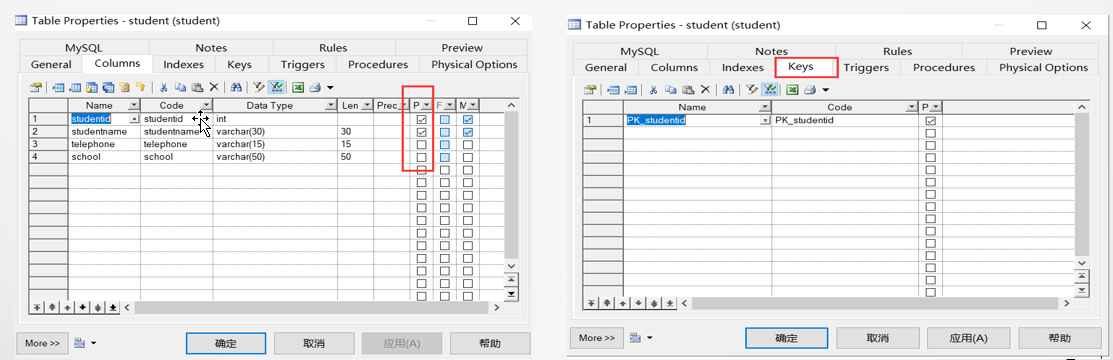 Table Properties - student (student)
MySQL Notes Rules Preview
General Columns Indexes Keys Triggers Procedures Physical Options
Name Code Data Type Len Prec P F M
1 studentid studentid int
2 studentname studentname varchar(30) 30
3 telephone telephone varchar(15) 15
4 school school varchar(50) 50
More >> 确定 取消 应用(A) 帮助
Table Properties - student (student)
MySQL Notes Rules Preview
General Columns Indexes Keys Triggers Procedures Physical Options
Name Code P
1 PK_studentid PK_studentid
More >> 确定 取消 应用(A) 帮助